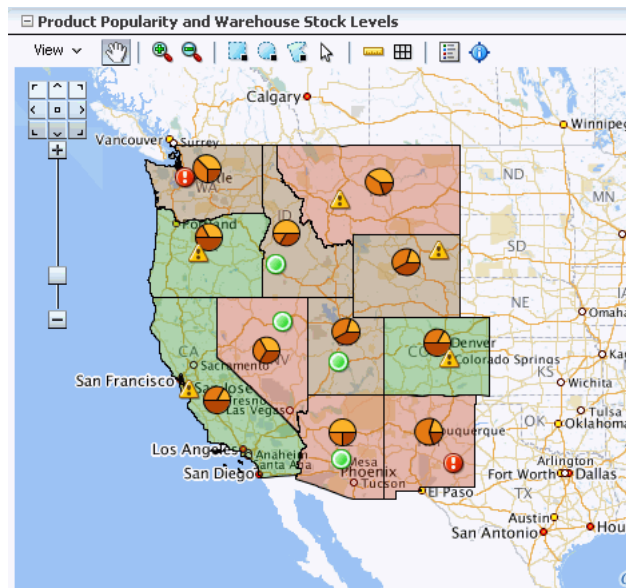 Product Popularity and Warehouse Stock Levels
View
Calgary
Winnipeg
Vancouver
Surrey
WA
ND
MN
ID
Portland
SD
NE
Omaha
CA
NV
CO
Denver
Colorado Springs
Sacramento
KS
San Francisco
San Jose
Wichita
Fresno
Las Vegas
Tulsa
OK
Oklahoma
Los Angeles
Anaheim
Santa Ana
Mesa
Phoenix
uquerque
Arlington
San Diego
Tucson
El Paso
Fort Worth
Dallas
TX
Austin
San Antonio
Hou